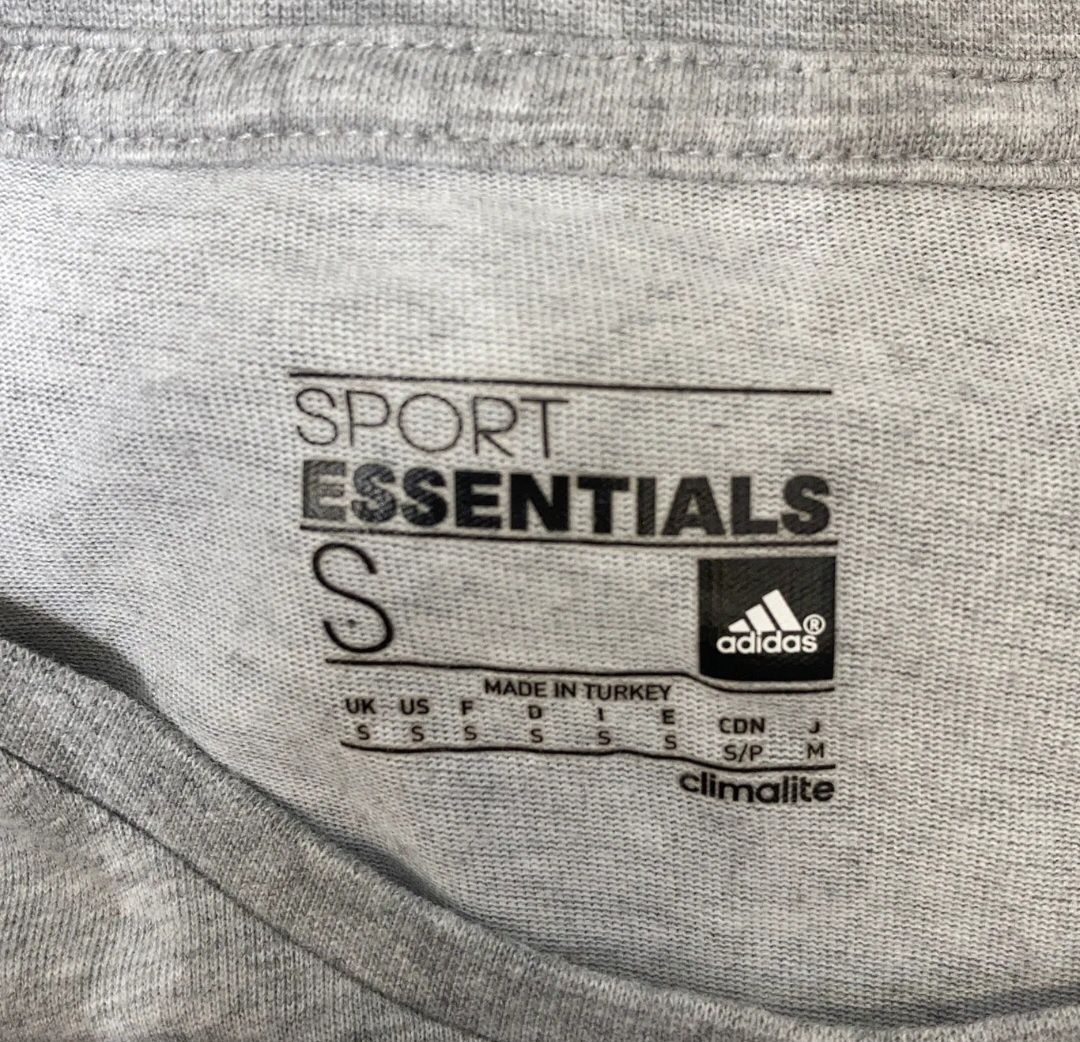 SPORT
ESSENTIALS
S
adidas®
MADE IN TURKEY
UK US F D I E CDN J
S S S S S S S/P M
climalite